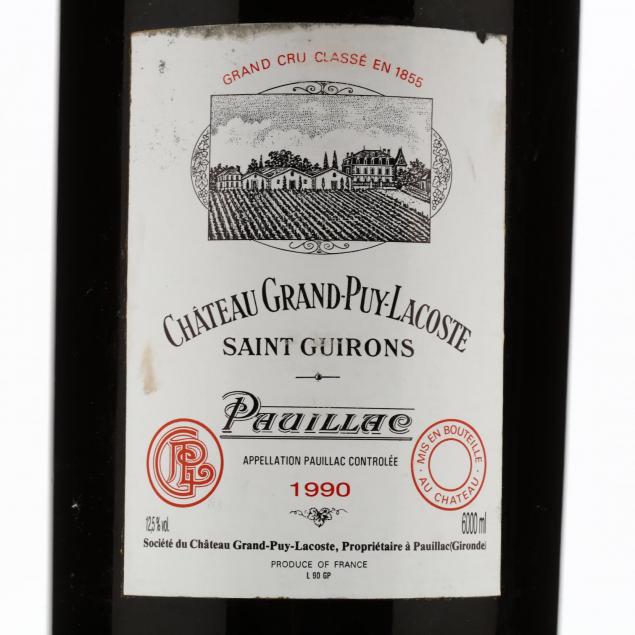 GRAND CRU CLASSÉ EN 1855
CHÂTEAU GRAND-PUY-LACOSTE
SAINT GUIRONS
PAUILLAC
APPELLATION PAUILLAC CONTROLÉE
GPL
MIS EN BOUTEILLE AU CHATEAU
1990
12,5% vol.
6000 ml
Société du Château Grand-Puy-Lacoste, Propriétaire à Pauillac(Gironde)
PRODUCE OF FRANCE
L 90 GP